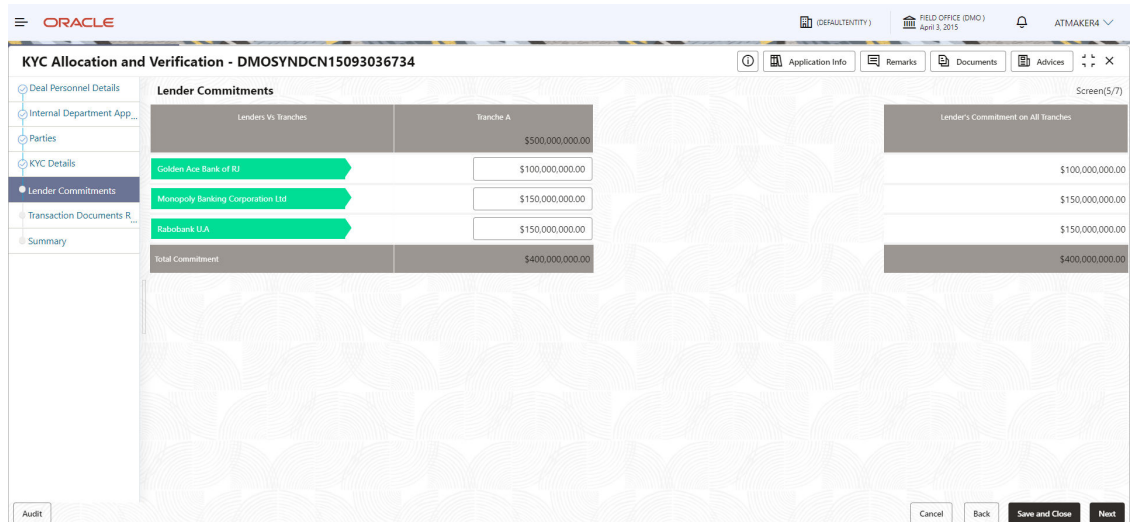 ORACLE
(DEFAULTENTITY )
FIELD OFFICE (DMO )
April 3, 2015
ATMAKER4
KYC Allocation and Verification - DMOSYNDCN15093036734
Application Info
Remarks
Documents
Advices
Deal Personnel Details
Internal Department App...
Parties
KYC Details
Lender Commitments
Transaction Documents R...
Summary
Lender Commitments
Screen(5/7)
Lenders Vs Tranches
Tranche A
Lender's Commitment on All Tranches
$500,000,000.00
Golden Ace Bank of RJ
$100,000,000.00
$100,000,000.00
Monopoly Banking Corporation Ltd
$150,000,000.00
$150,000,000.00
Rabobank U.A
$150,000,000.00
$150,000,000.00
Total Commitment
$400,000,000.00
$400,000,000.00
Audit
Cancel
Back
Save and Close
Next